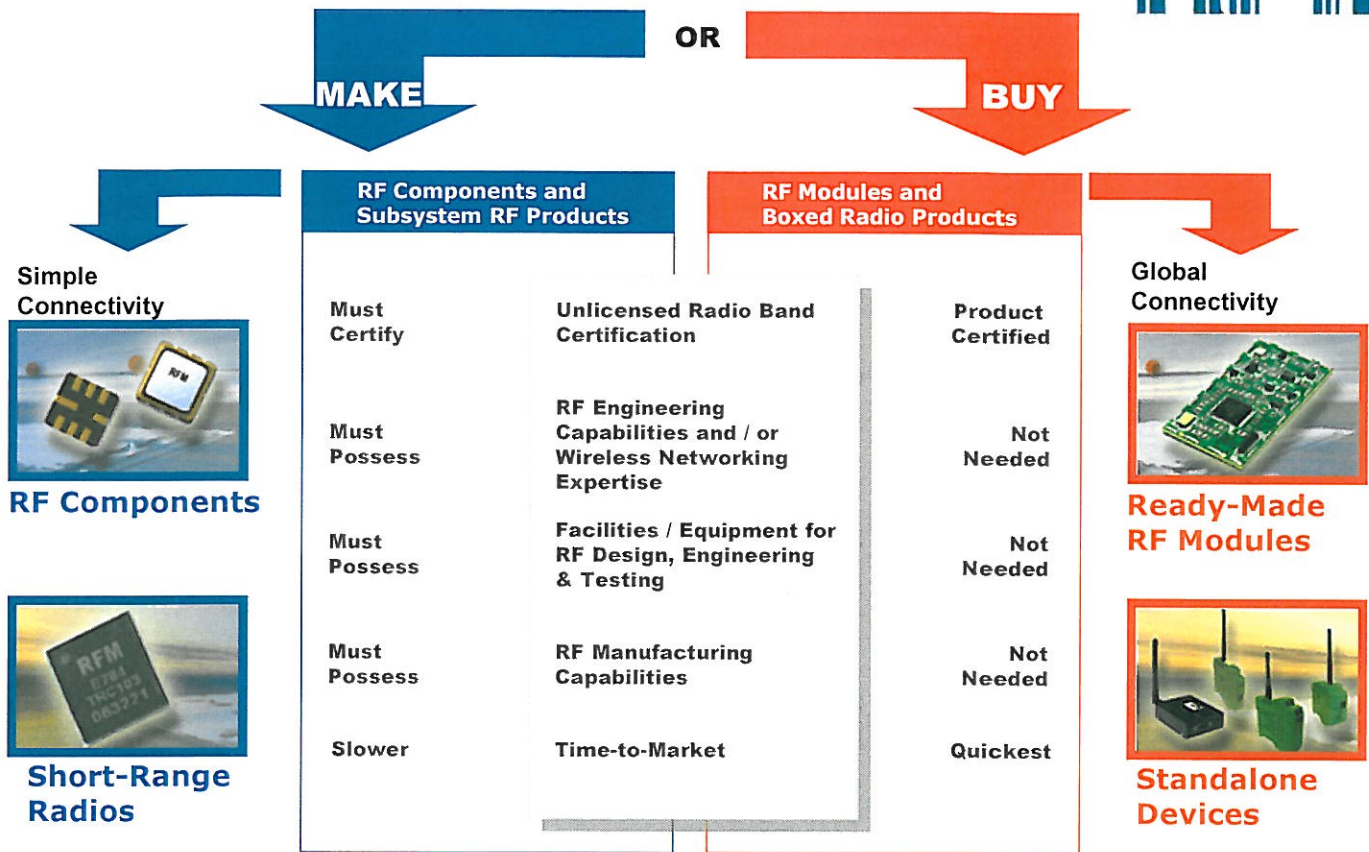 OR
MAKE
BUY
RF Components and
Subsystem RF Products
RF Modules and
Boxed Radio Products
Simple
Connectivity
RF Components
Short-Range
Radios
Must
Certify
Unlicensed Radio Band
Certification
Product
Certified
Must
Possess
RF Engineering
Capabilities and / or
Wireless Networking
Expertise
Not
Needed
Must
Possess
Facilities / Equipment for
RF Design, Engineering
& Testing
Not
Needed
Must
Possess
RF Manufacturing
Capabilities
Not
Needed
Slower
Time-to-Market
Quickest
Global
Connectivity
Ready-Made
RF Modules
Standalone
Devices
RFM
RFM
TRC103
063221